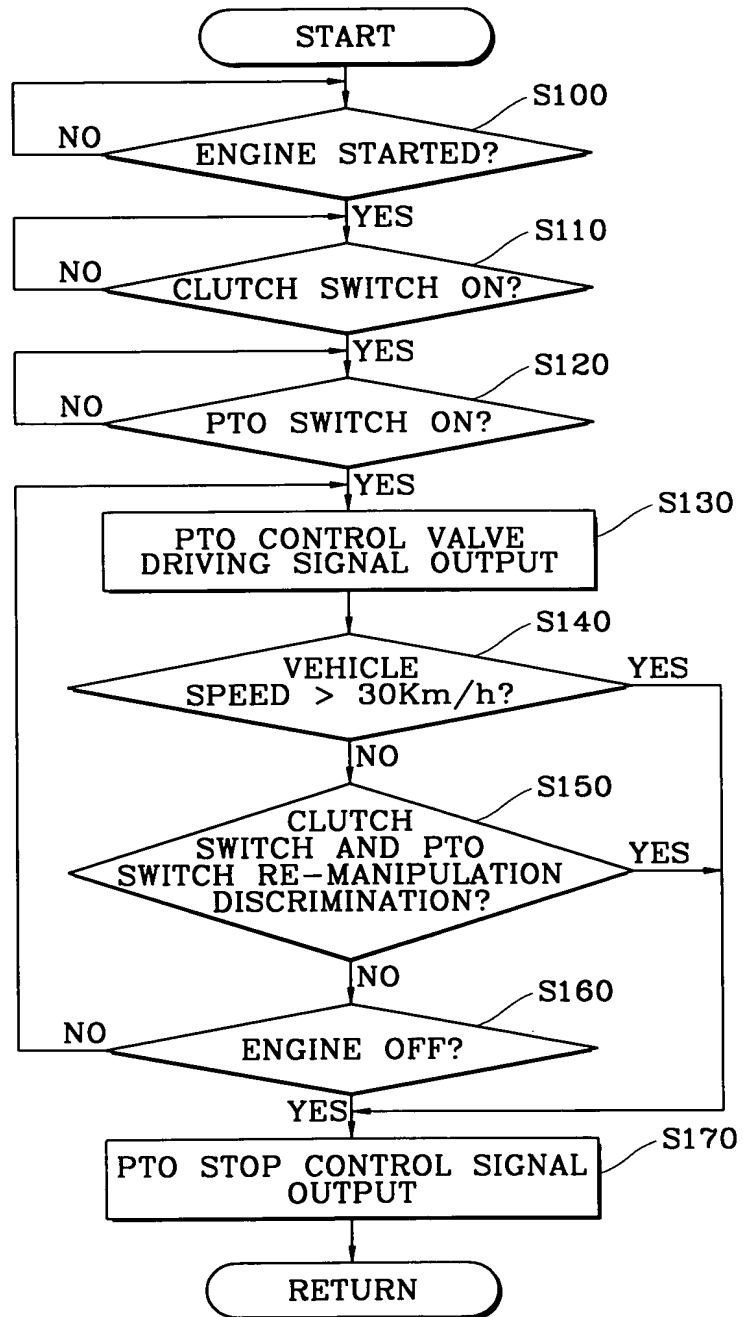 START
S100
NO
ENGINE STARTED?
YES
S110
NO
CLUTCH SWITCH ON?
YES
S120
NO
PTO SWITCH ON?
YES
S130
PTO CONTROL VALVE
DRIVING SIGNAL OUTPUT
S140
VEHICLE
SPEED > 30Km/h?
YES
NO
S150
CLUTCH
SWITCH AND PTO
SWITCH RE-MANIPULATION
DISCRIMINATION?
YES
NO
S160
NO
ENGINE OFF?
YES
S170
PTO STOP CONTROL SIGNAL
OUTPUT
RETURN